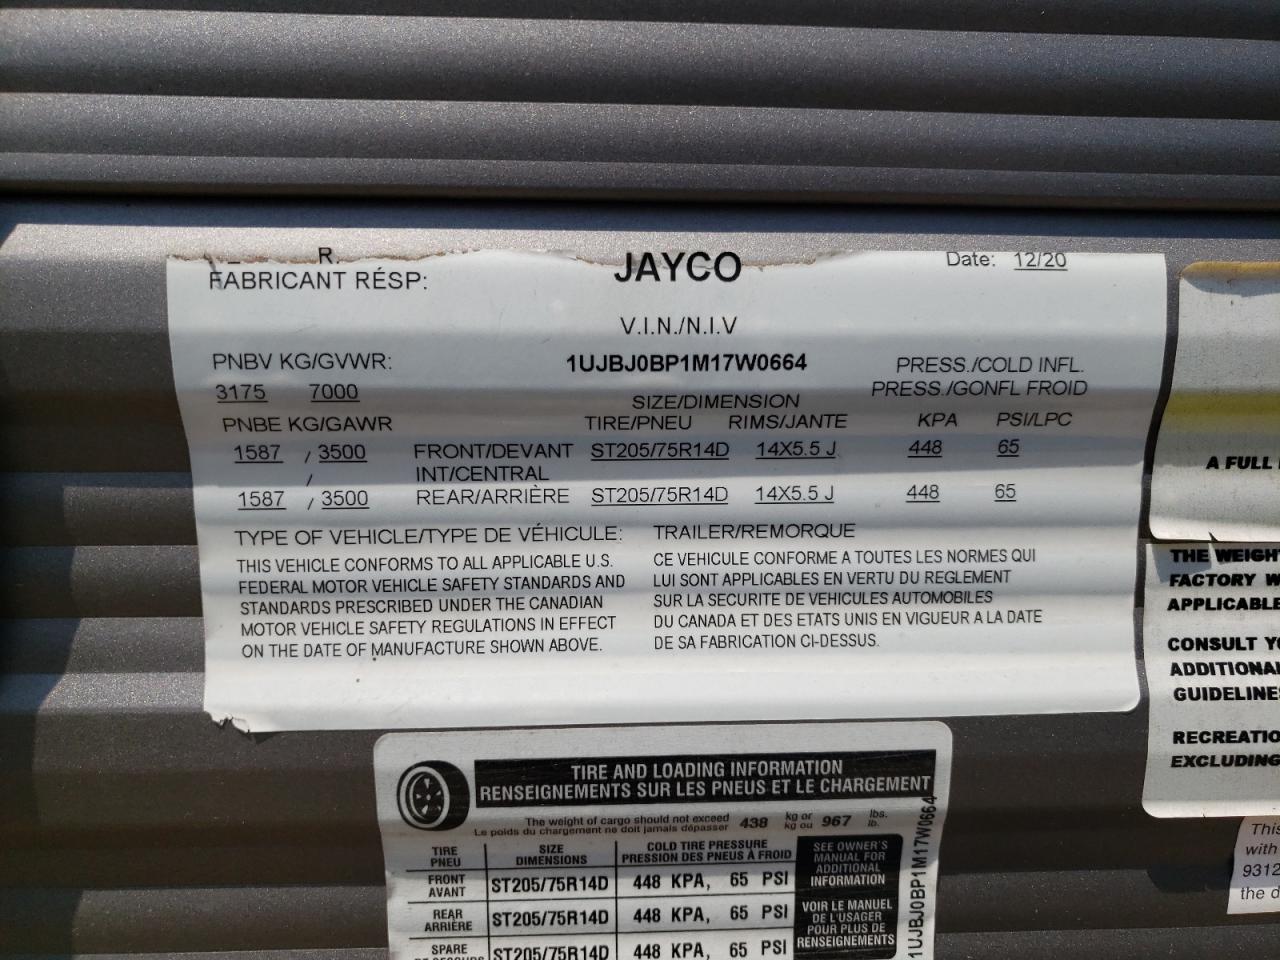 R.
FABRICANT RÉSP:
JAYCO
Date: 12/20
V.I.N./N.I.V
PNBV KG/GVWR:
1UJBJ0BP1M17W0664
PRESS./COLD INFL.
3175 7000
PRESS./GONFL FROID
SIZE/DIMENSION
PNBE KG/GAWR TIRE/PNEU RIMS/JANTE KPA PSI/LPC
1587 / 3500 FRONT/DEVANT ST205/75R14D 14X5.5 J 448 65
/ INT/CENTRAL
1587 / 3500 REAR/ARRIÈRE ST205/75R14D 14X5.5 J 448 65
TYPE OF VEHICLE/TYPE DE VÉHICULE: TRAILER/REMORQUE
THIS VEHICLE CONFORMS TO ALL APPLICABLE U.S.
FEDERAL MOTOR VEHICLE SAFETY STANDARDS AND
STANDARDS PRESCRIBED UNDER THE CANADIAN
MOTOR VEHICLE SAFETY REGULATIONS IN EFFECT
ON THE DATE OF MANUFACTURE SHOWN ABOVE.
CE VEHICULE CONFORME A TOUTES LES NORMES QUI
LUI SONT APPLICABLES EN VERTU DU REGLEMENT
SUR LA SECURITE DE VEHICULES AUTOMOBILES
DU CANADA ET DES ETATS UNIS EN VIGUEUR A LA DATE
DE SA FABRICATION CI-DESSUS.
TIRE AND LOADING INFORMATION
RENSEIGNEMENTS SUR LES PNEUS ET LE CHARGEMENT
The weight of cargo should not exceed 438 kg or 967 lbs.
Le poids du chargement ne doit jamais dépasser kg ou lb.
TIRE SIZE COLD TIRE PRESSURE
PNEU DIMENSIONS PRESSION DES PNEUS À FROID
FRONT
AVANT ST205/75R14D 448 KPA, 65 PSI
REAR
ARRIÈRE ST205/75R14D 448 KPA, 65 PSI
SPARE ST205/75R14D 448 KPA, 65 PSI
SEE OWNER'S
MANUAL FOR
ADDITIONAL
INFORMATION
VOIR LE MANUEL
DE L'USAGER
POUR PLUS DE
RENSEIGNEMENTS
1UJBJ0BP1M17W0664
A FULL
THE WEIGHT
FACTORY W
APPLICABLE
CONSULT Y
ADDITIONA
GUIDELINE
RECREATIO
EXCLUDING
This
with
9312
the d